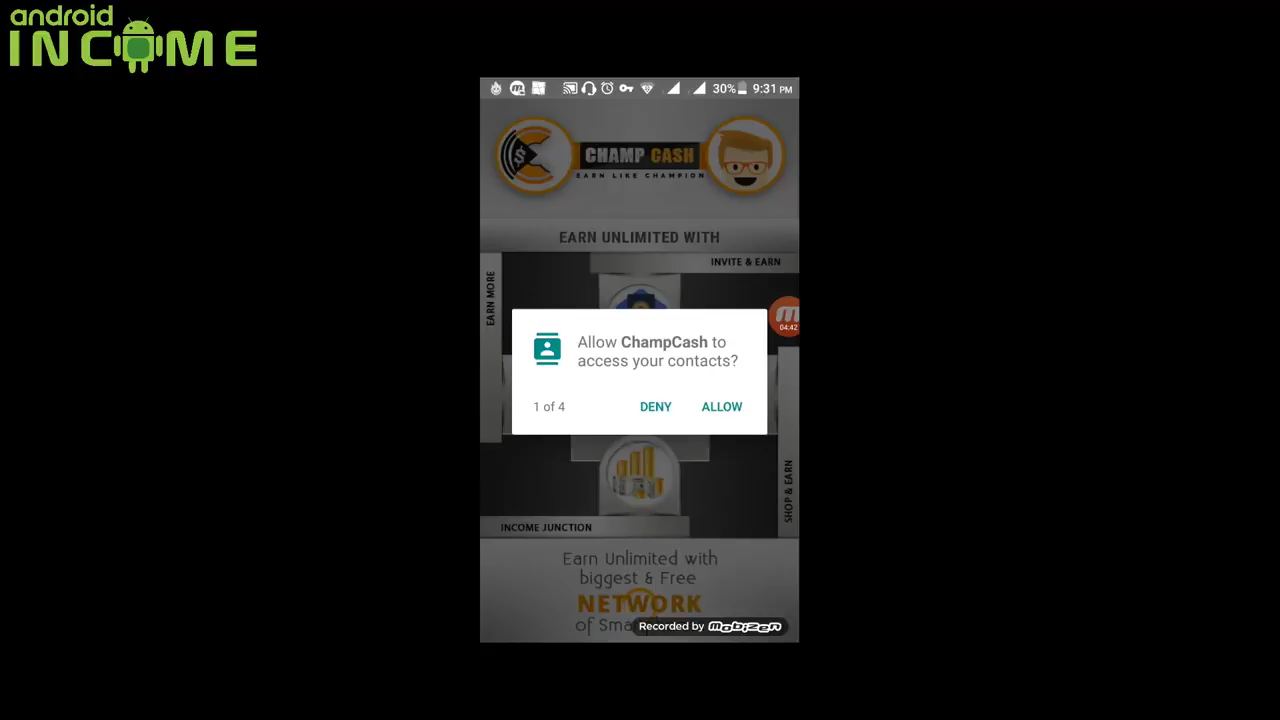 android
INCOME
30% 9:31 PM
CHAMP CASH
EARN LIKE CHAMPION
EARN UNLIMITED WITH
INVITE & EARN
EARN MORE
04:42
Allow ChampCash to
access your contacts?
1 of 4
DENY
ALLOW
SHOP & EARN
INCOME JUNCTION
Earn Unlimited with
biggest & Free
NETWORK
of Sma
Recorded by mobizen